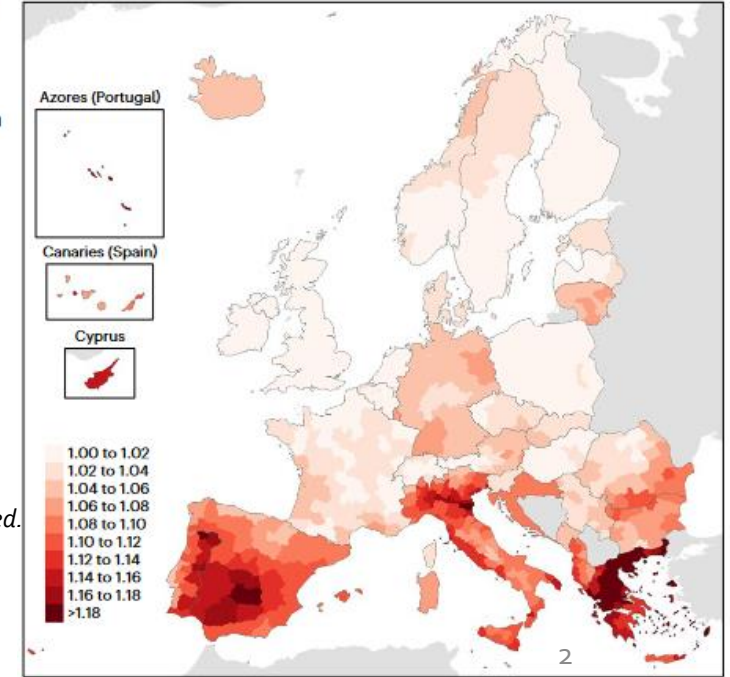 Azores (Portugal)
Canaries (Spain)
Cyprus
1.00 to 1.02
1.02 to 1.04
1.04 to 1.06
1.06 to 1.08
1.08 to 1.10
1.10 to 1.12
1.12 to 1.14
1.14 to 1.16
1.16 to 1.18
>1.18
ed.
2